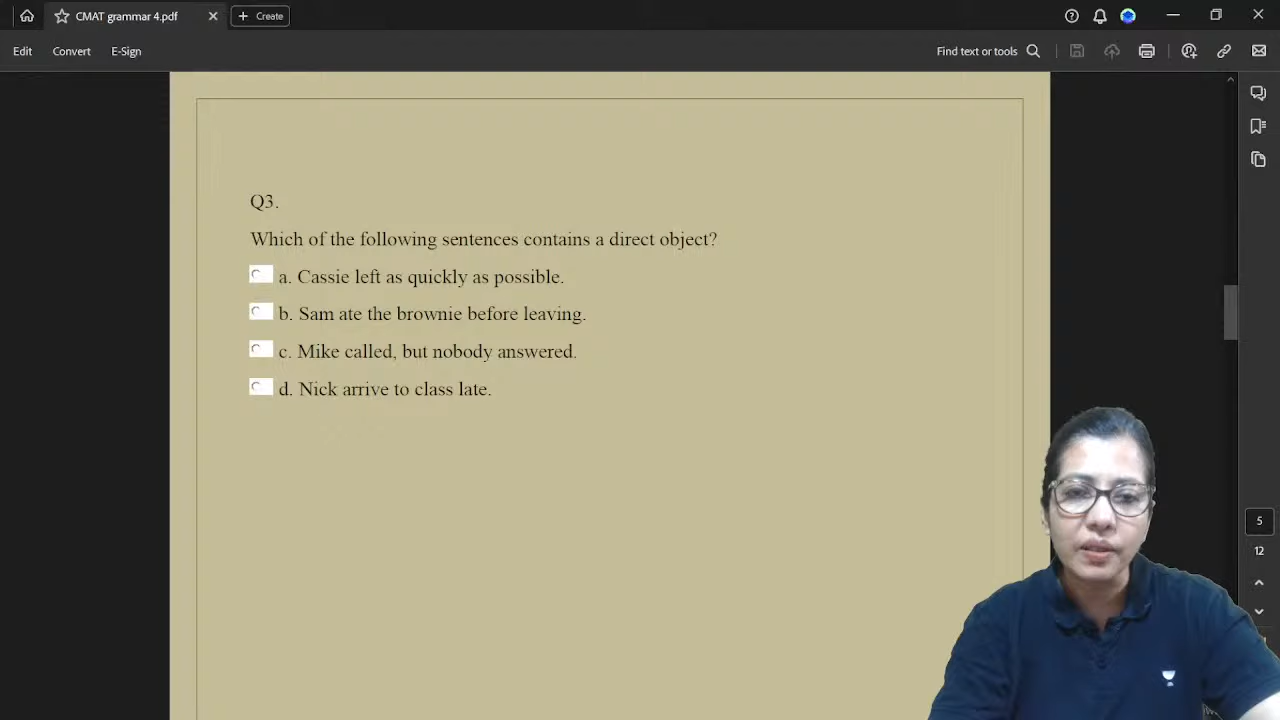 CMAT grammar 4.pdf
Create
Edit
Convert
E-Sign
Find text or tools
Q3.
Which of the following sentences contains a direct object?
a. Cassie left as quickly as possible.
b. Sam ate the brownie before leaving.
c. Mike called, but nobody answered.
d. Nick arrive to class late.
5
12